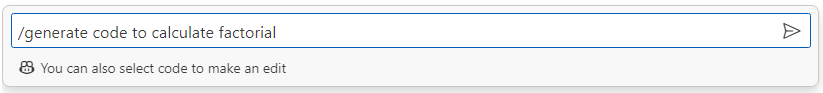 /generate code to calculate factorial
You can also select code to make an edit